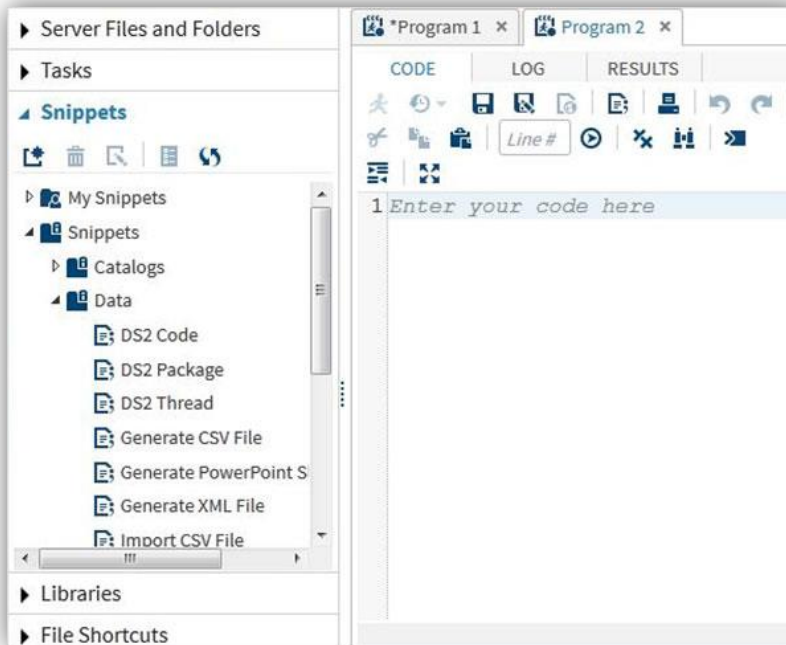 Server Files and Folders
Tasks
Snippets
My Snippets
Snippets
Catalogs
Data
DS2 Code
DS2 Package
DS2 Thread
Generate CSV File
Generate PowerPoint S
Generate XML File
Import CSV File
Libraries
File Shortcuts
*Program 1 × Program 2 ×
CODE LOG RESULTS
Line #
1 Enter your code here